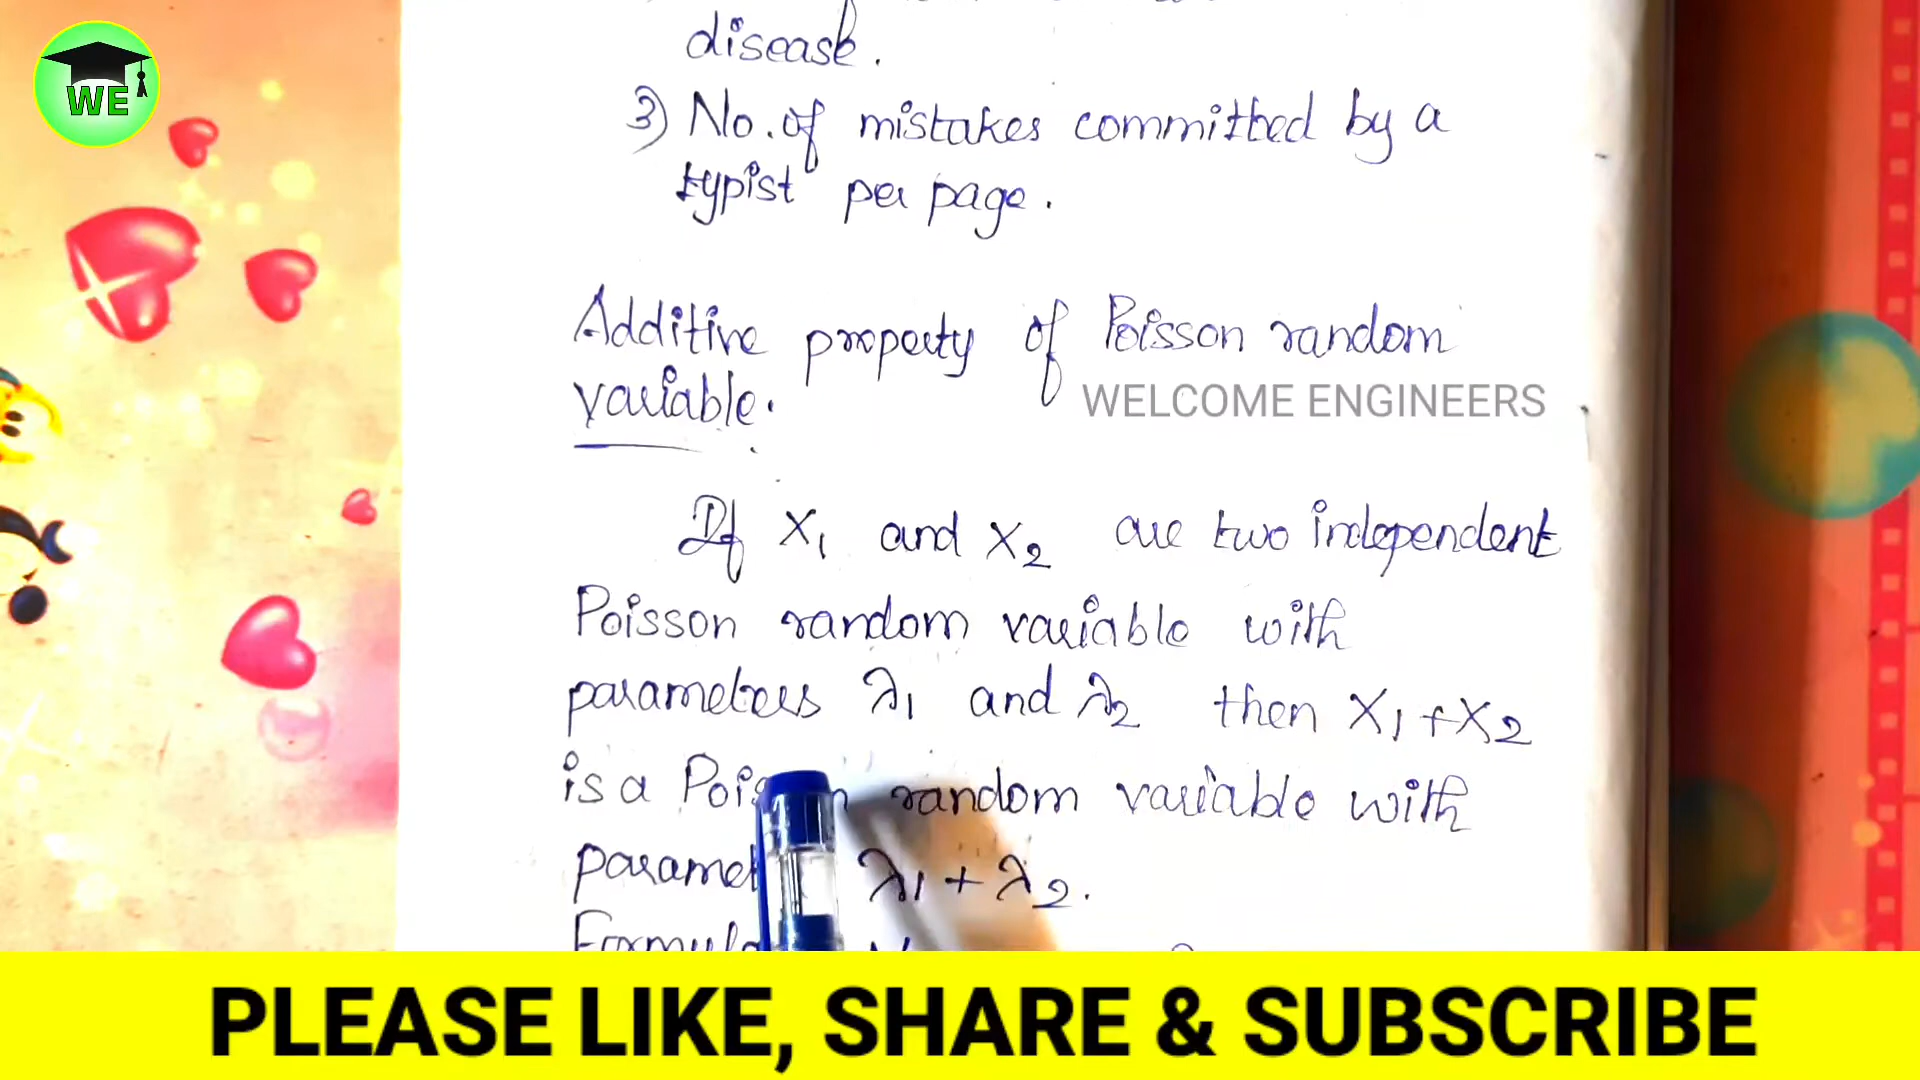 WE
disease.
3) No. of mistakes committed by a
typist per page.
Additive property of Poisson random
variable.
WELCOME ENGINEERS
If X₁ and X₂ are two independent
Poisson random variable with
parameters λ₁ and λ₂ then X₁+X₂
is a random variable with
λ₁+λ₂.
PLEASE LIKE, SHARE & SUBSCRIBE